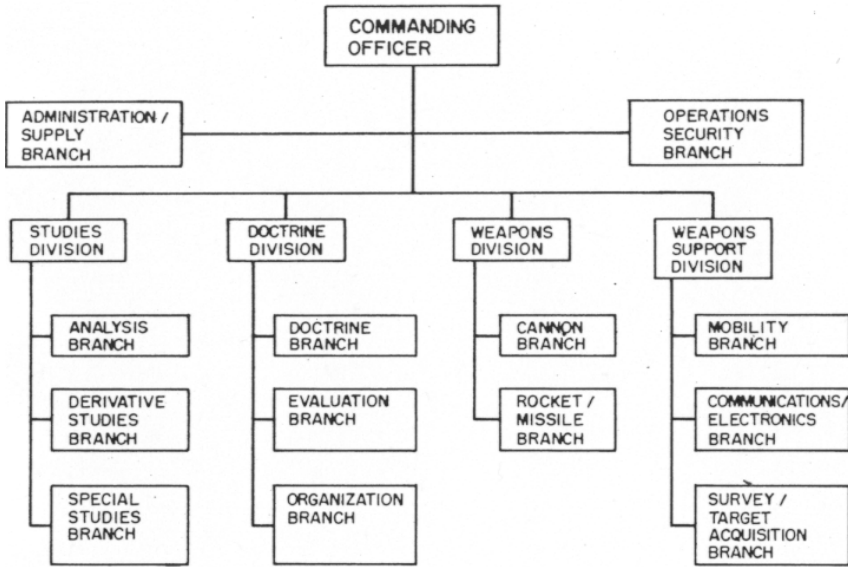 COMMANDING
OFFICER
ADMINISTRATION/
SUPPLY
BRANCH
OPERATIONS
SECURITY
BRANCH
STUDIES
DIVISION
DOCTRINE
DIVISION
WEAPONS
DIVISION
WEAPONS
SUPPORT
DIVISION
ANALYSIS
BRANCH
DOCTRINE
BRANCH
CANNON
BRANCH
MOBILITY
BRANCH
DERIVATIVE
STUDIES
BRANCH
EVALUATION
BRANCH
ROCKET/
MISSILE
BRANCH
COMMUNICATIONS/
ELECTRONICS
BRANCH
SPECIAL
STUDIES
BRANCH
ORGANIZATION
BRANCH
SURVEY/
TARGET
ACQUISITION
BRANCH